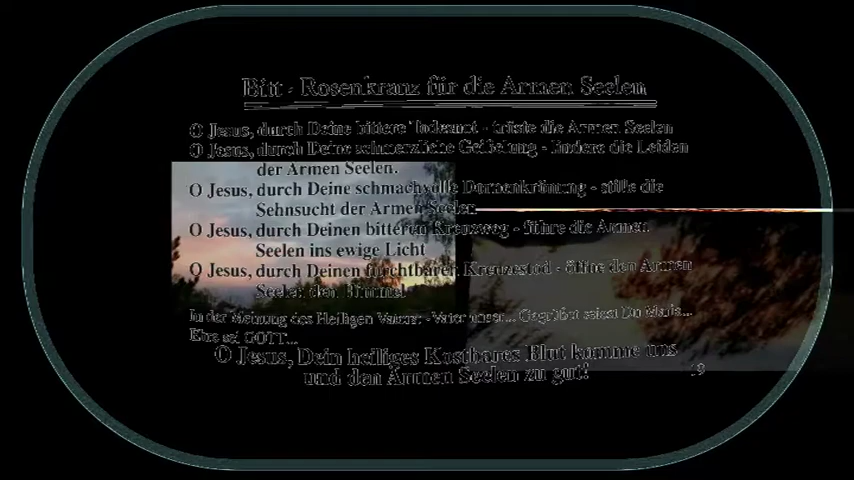 Bitt - Rosenkranz für die Armen Seelen
O Jesus, durch Deine bittere Todesnot - tröste die Armen Seelen
O Jesus, durch Deine schmerzliche Geißelung - lindere die Leiden
der Armen Seelen.
O Jesus, durch Deine schmachvolle Dornenkrönung - stille die
Sehnsucht der Armen Seelen
O Jesus, durch Deinen bitteren Kreuzweg - führe die Armen
Seelen ins ewige Licht
O Jesus, durch Deinen furchtbaren Kreuzestod - öffne den Armen
Seelen den Himmel
In der Meinung des Heiligen Vaters: -Vater unser... Gegrüßet seiest Du Maria...
Ehre sei GOTT...
O Jesus, Dein heiliges Kostbares Blut komme uns
und den Armen Seelen zu gut!
19